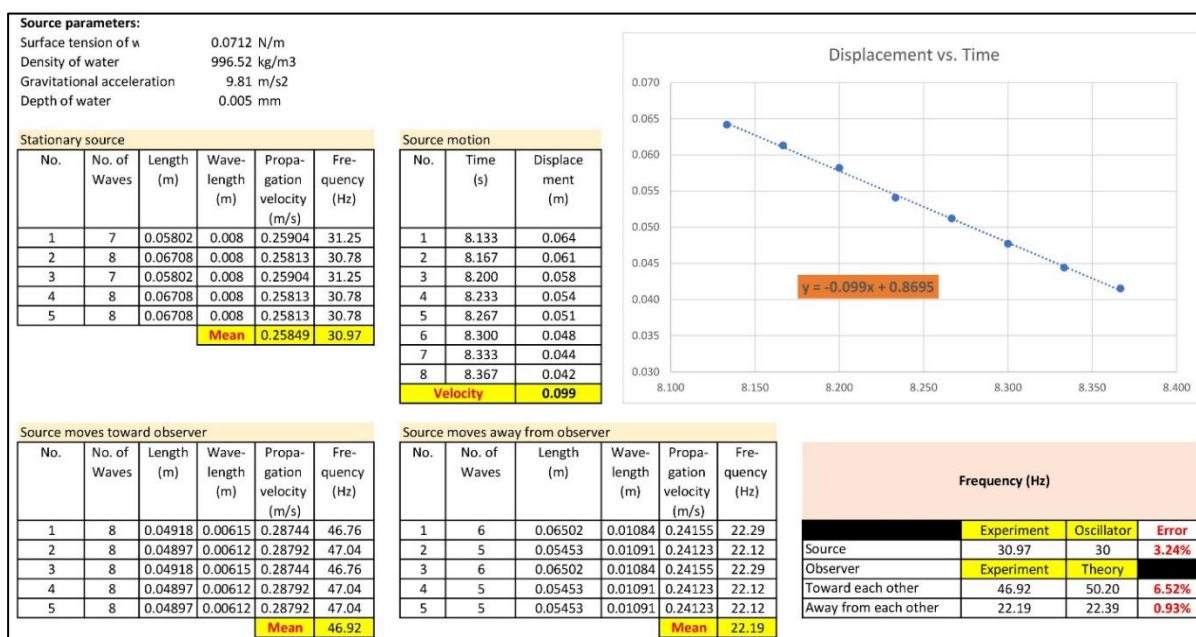 Source parameters:
Surface tension of w 0.0712 N/m
Density of water 996.52 kg/m3
Gravitational acceleration 9.81 m/s2
Depth of water 0.005 mm
Stationary source
No. No. of Waves Length (m) Wave-length (m) Propa-gation velocity (m/s) Fre-quency (Hz)
1 7 0.05802 0.008 0.25904 31.25
2 8 0.06708 0.008 0.25813 30.78
3 7 0.05802 0.008 0.25904 31.25
4 8 0.06708 0.008 0.25813 30.78
5 8 0.06708 0.008 0.25813 30.78
Mean 0.25849 30.97
Source motion
No. Time (s) Displace ment (m)
1 8.133 0.064
2 8.167 0.061
3 8.200 0.058
4 8.233 0.054
5 8.267 0.051
6 8.300 0.048
7 8.333 0.044
8 8.367 0.042
Velocity 0.099
Displacement vs. Time
0.070
0.065
0.060
0.055
0.050
0.045
0.040
0.035
0.030
y = -0.099x + 0.8695
8.100 8.150 8.200 8.250 8.300 8.350 8.400
Source moves toward observer
No. No. of Waves Length (m) Wave-length (m) Propa-gation velocity (m/s) Fre-quency (Hz)
1 8 0.04918 0.00615 0.28744 46.76
2 8 0.04897 0.00612 0.28792 47.04
3 8 0.04918 0.00615 0.28744 46.76
4 8 0.04897 0.00612 0.28792 47.04
5 8 0.04897 0.00612 0.28792 47.04
Mean 46.92
Source moves away from observer
No. No. of Waves Length (m) Wave-length (m) Propa-gation velocity (m/s) Fre-quency (Hz)
1 6 0.06502 0.01084 0.24155 22.29
2 5 0.05453 0.01091 0.24123 22.12
3 6 0.06502 0.01084 0.24155 22.29
4 5 0.05453 0.01091 0.24123 22.12
5 5 0.05453 0.01091 0.24123 22.12
Mean 22.19
Frequency (Hz)
Experiment Oscillator Error
Source 30.97 30 3.24%
Observer Experiment Theory
Toward each other 46.92 50.20 6.52%
Away from each other 22.19 22.39 0.93%